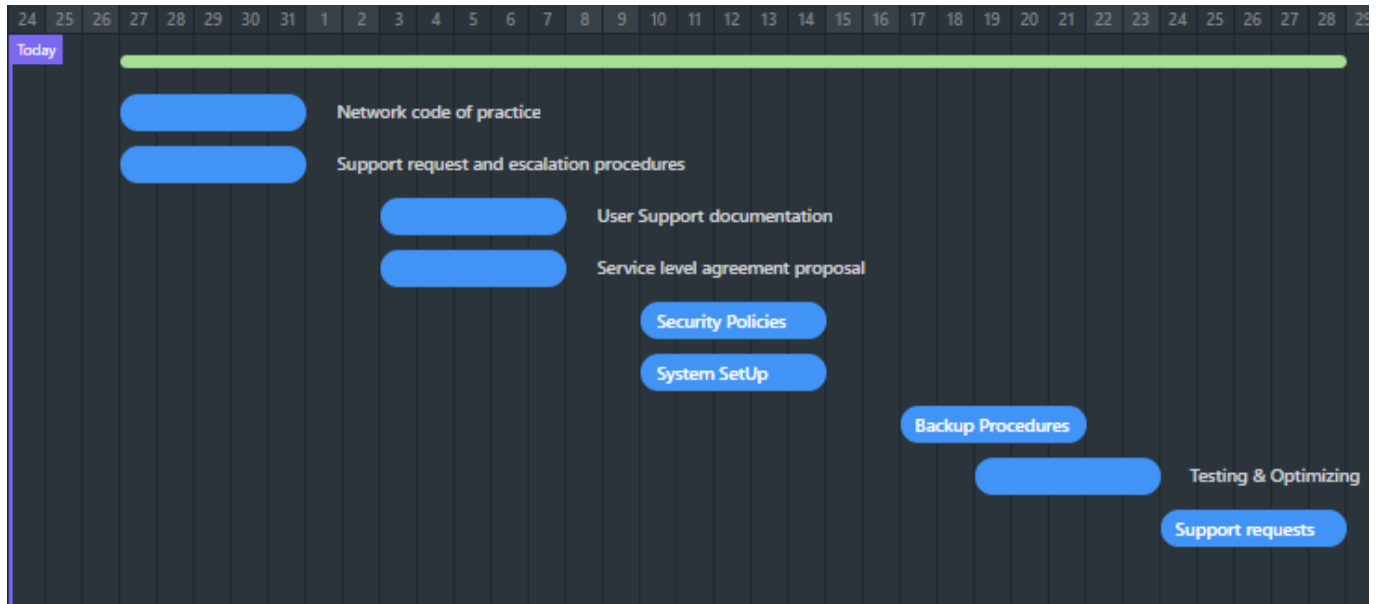 24 25 26 27 28 29 30 31 1 2 3 4 5 6 7 8 9 10 11 12 13 14 15 16 17 18 19 20 21 22 23 24 25 26 27 28 29
Today
Network code of practice
Support request and escalation procedures
User Support documentation
Service level agreement proposal
Security Policies
System SetUp
Backup Procedures
Testing & Optimizing
Support requests